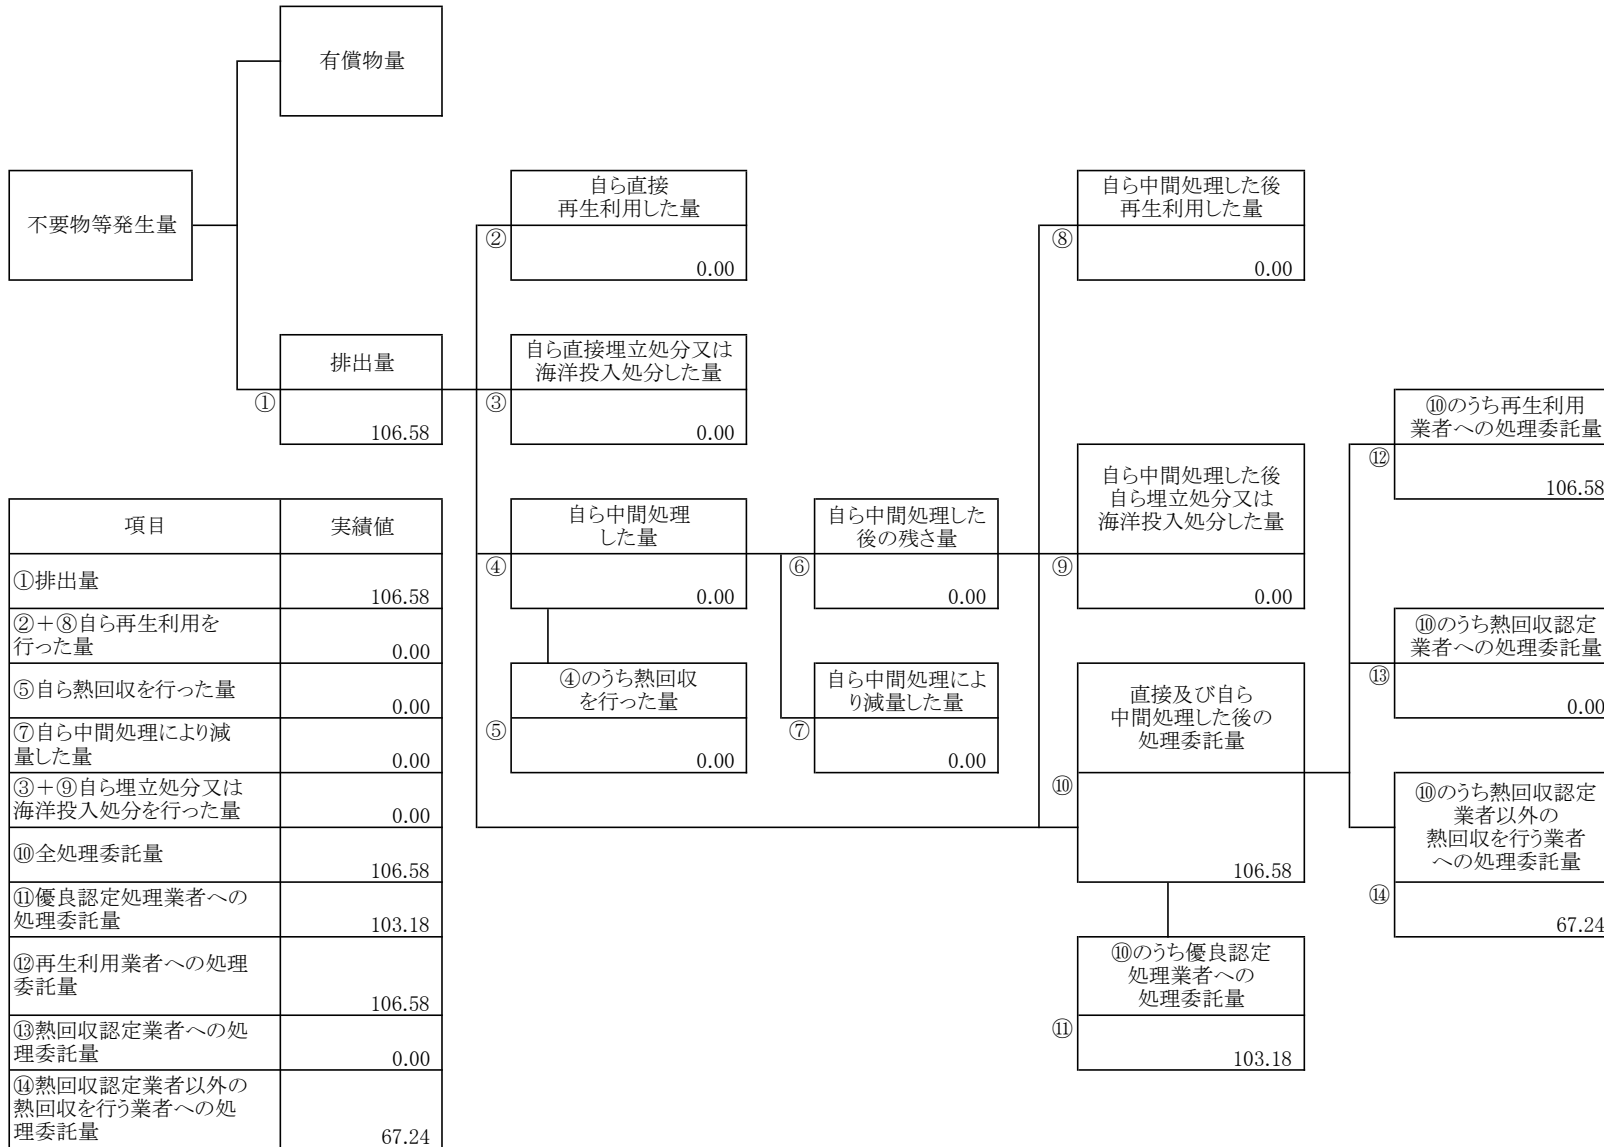 有償物量
不要物等発生量
自ら直接
再生利用した量
②
0.00
自ら中間処理した後
再生利用した量
⑧
0.00
排出量
①
106.58
自ら直接埋立処分又は
海洋投入処分した量
③
0.00
⑩のうち再生利用
業者への処理委託量
⑫
106.58
自ら中間処理
した量
④
0.00
自ら中間処理した
後の残さ量
⑥
0.00
自ら中間処理した後
自ら埋立処分又は
海洋投入処分した量
⑨
0.00
⑩のうち熱回収認定
業者への処理委託量
⑬
0.00
④のうち熱回収
を行った量
⑤
0.00
自ら中間処理によ
り減量した量
⑦
0.00
直接及び自ら
中間処理した後の
処理委託量
⑩
106.58
⑩のうち熱回収認定
業者以外の
熱回収を行う業者
への処理委託量
⑭
67.24
⑩のうち優良認定
処理業者への
処理委託量
⑪
103.18
項目 実績値
①排出量
106.58
②+⑧自ら再生利用を
行った量
0.00
⑤自ら熱回収を行った量
0.00
⑦自ら中間処理により減
量した量
0.00
③+⑨自ら埋立処分又は
海洋投入処分を行った量
0.00
⑩全処理委託量
106.58
⑪優良認定処理業者への
処理委託量
103.18
⑫再生利用業者への処理
委託量
106.58
⑬熱回収認定業者への処
理委託量
0.00
⑭熱回収認定業者以外の
熱回収を行う業者への処
理委託量
67.24